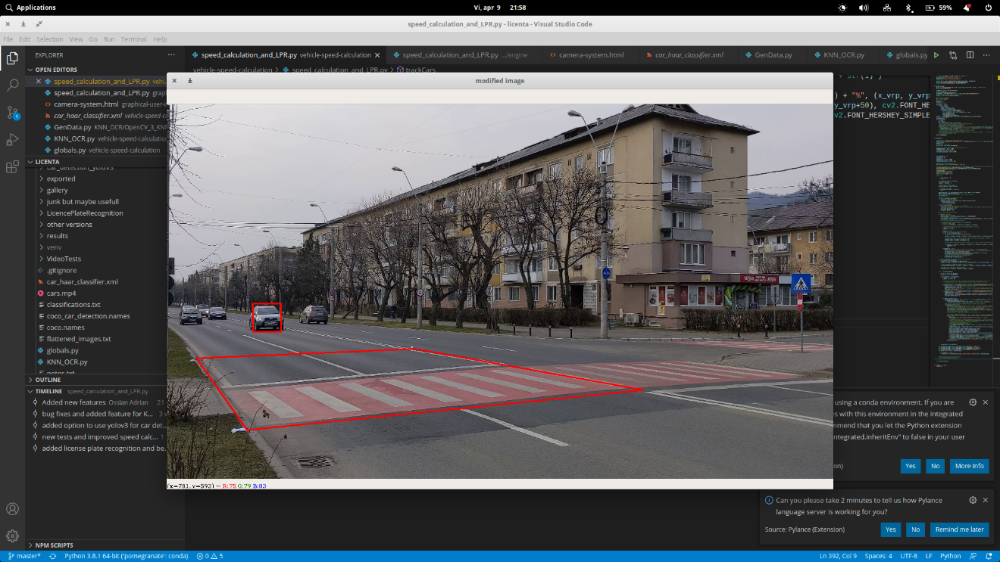 Applications
Vi, apr 9 21:58
59%
speed_calculation_and_LPR.py - licenta - Visual Studio Code
File Edit Selection View Go Run Terminal Help
EXPLORER
speed_calculation_and_LPR.py vehicle-speed-calculation
speed_calculation_and_LPR.py .../engine
camera-system.html
car_haar_classifier.xml
GenData.py
KNN_OCR.py
globals.py
OPEN EDITORS
vehicle-speed-calculation > speed_calculation_and_LPR.py > trackCars
speed_calculation_and_LPR.py vehi...
speed_calculation_and_LPR.py grap...
camera-system.html graphical-user-i...
car_haar_classifier.xml vehicle-speed-c...
GenData.py KNN_OCR/OpenCV_3_KNN...
KNN_OCR.py vehicle-speed-calculation
globals.py vehicle-speed-calculation
modified image
+ str(i)
) + "%", (x_vrp, y_vrp
y_vrp+50), cv2.FONT_HE
v2.FONT_HERSHEY_SIMPLE
LICENTA
car_detection_yolov3
exported
gallery
junk but maybe usefull
LicencePlateRecognition
other versions
results
venv
VideoTests
.gitignore
car_haar_classifier.xml
cars.mp4
classifications.txt
coco_car_detection.names
coco.names
flattened_images.txt
globals.py
KNN_OCR.py
notes.txt
OUTLINE
TIMELINE speed_calculation_and_LPR.py
Added new features Ossian Adrian 21
bug fixes and added feature for K... 3
added option to use yolov3 for car det...
new tests and improved speed calc... 1
added license plate recognition and be...
NPM SCRIPTS
(x=781, y=593) ~ R:75 G:79 B:83
using a conda environment. If you are
s with this environment in the integrated
mmend that you let the Python extension
integrated.inheritEnv" to false in your user
on)
Yes
No
More Info
Can you please take 2 minutes to tell us how Pylance
language server is working for you?
Source: Pylance (Extension)
Yes
No
Remind me later
master*
Python 3.8.1 64-bit ('pomegranate': conda)
0 5
Ln 392, Col 9
Spaces: 4
UTF-8
LF
Python